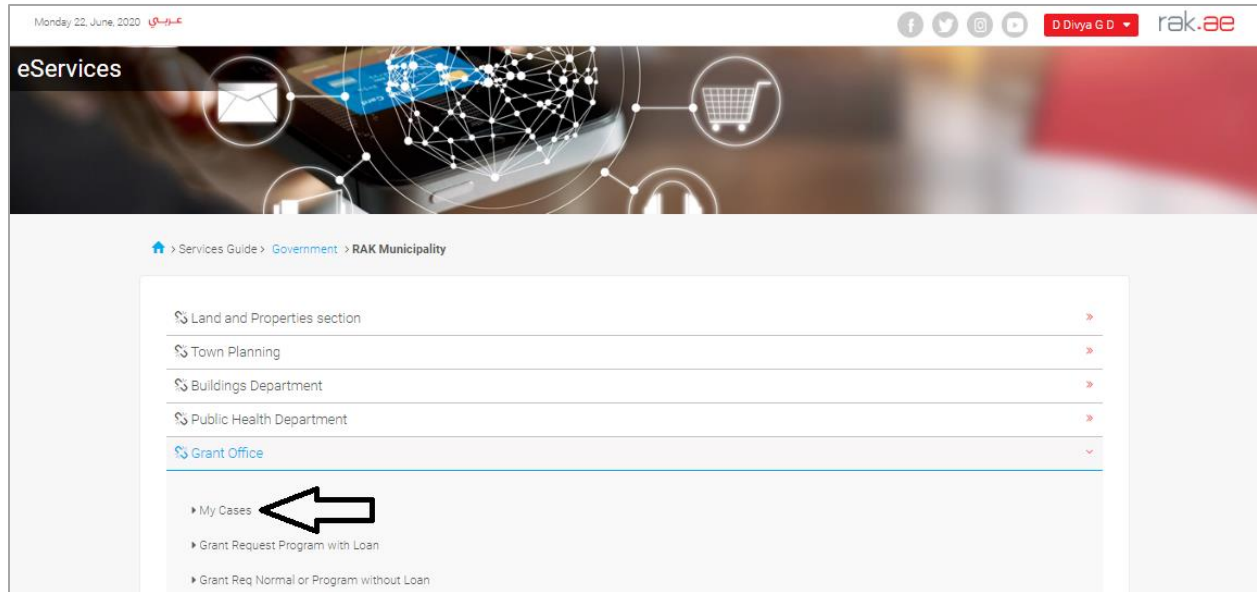 Monday 22, June, 2020 عربي D Divya G D rak.ae
eServices
> Services Guide > Government > RAK Municipality
Land and Properties section
Town Planning
Buildings Department
Public Health Department
Grant Office
My Cases
Grant Request Program with Loan
Grant Req Normal or Program without Loan